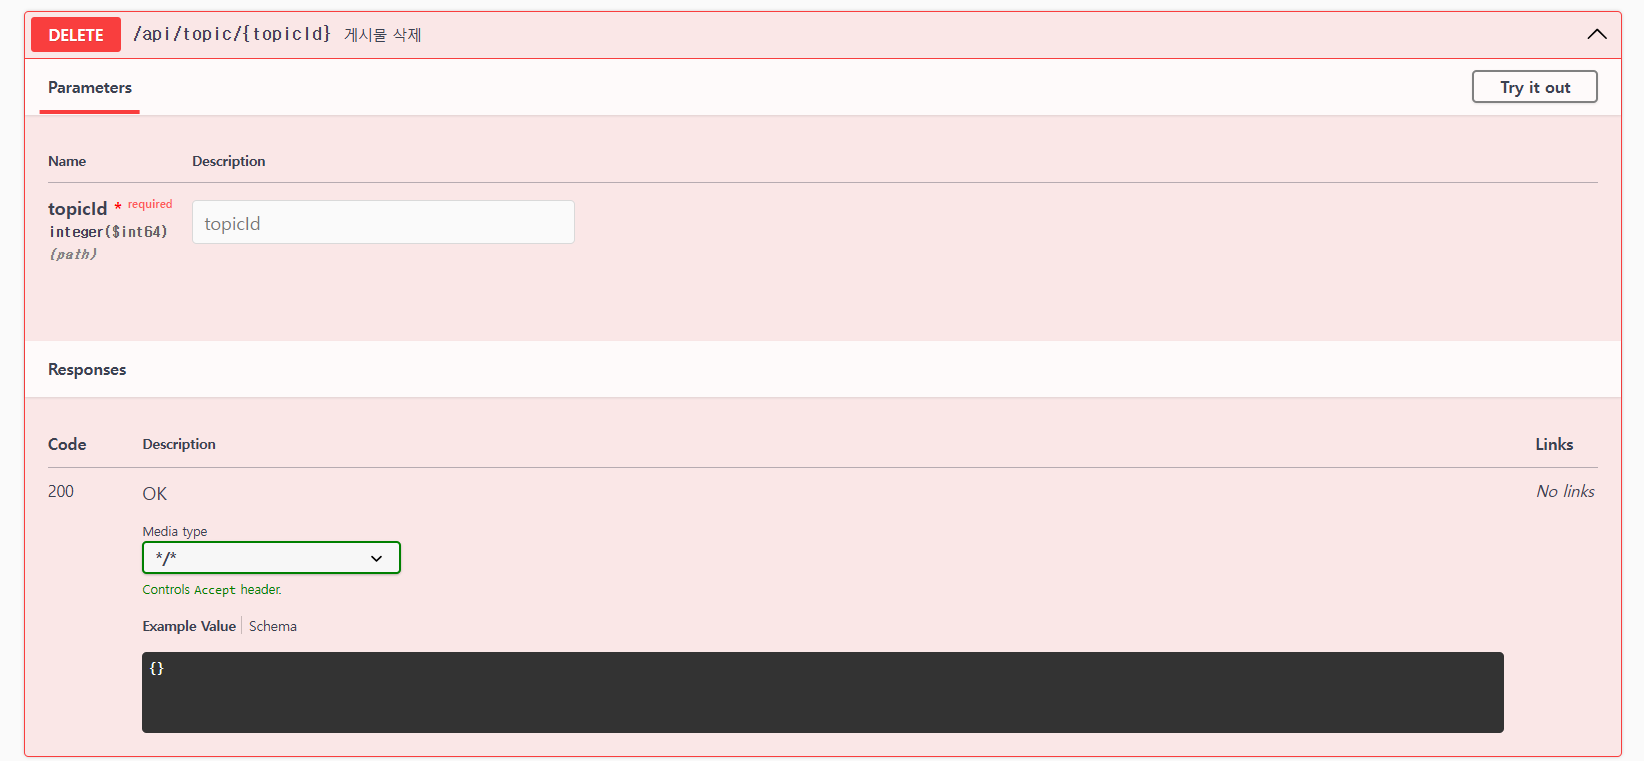 DELETE /api/topic/{topicId} 게시물 삭제
Parameters
Try it out
Name Description
topicId * required
integer($int64)
(path)
topicId
Responses
Code Description Links
200 OK No links
Media type
*/*
Controls Accept header.
Example Value Schema
{}